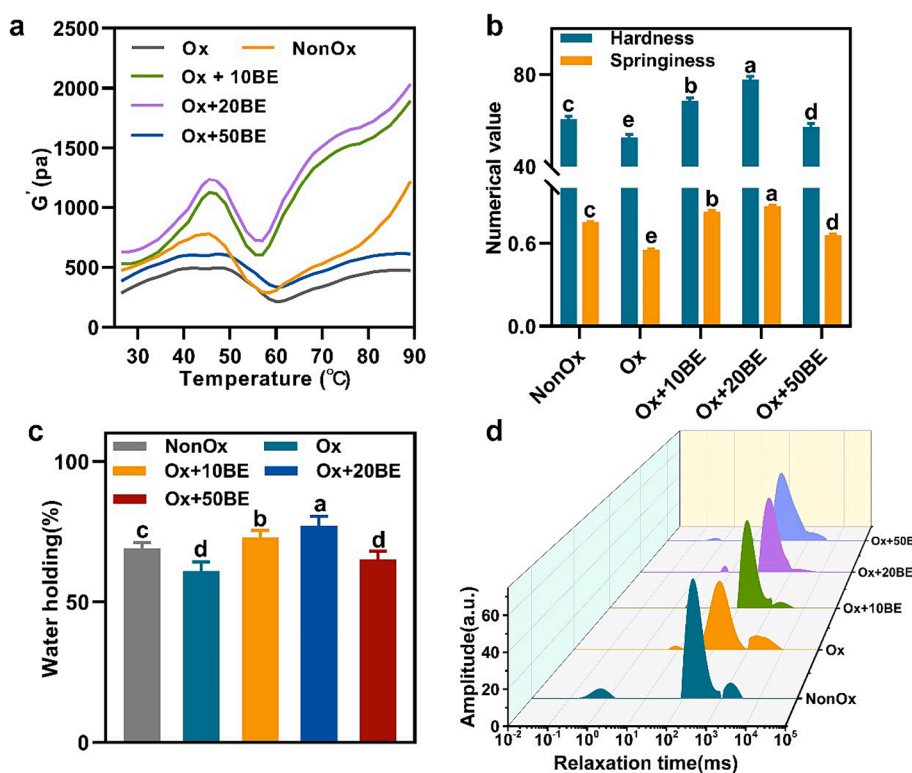 a
2500
2000
1500
1000
500
0
G' (pa)
Ox NonOx
Ox + 10BE
Ox+20BE
Ox+50BE
30 40 50 60 70 80 90
Temperature (℃)
b
Hardness
Springiness
80
40
0.6
0.0
Numerical value
c e b a d
c e b a d
NonOx Ox Ox+10BE Ox+20BE Ox+50BE
c
NonOx Ox
Ox+10BE Ox+20BE
Ox+50BE
100
50
0
Water holding(%)
c d b a d
d
60
40
20
0
Amplitude(a.u.)
Ox+50BE
Ox+20BE
Ox+10BE
Ox
NonOx
10⁻² 10⁻¹ 10⁰ 10¹ 10² 10³ 10⁴ 10⁵
Relaxation time(ms)